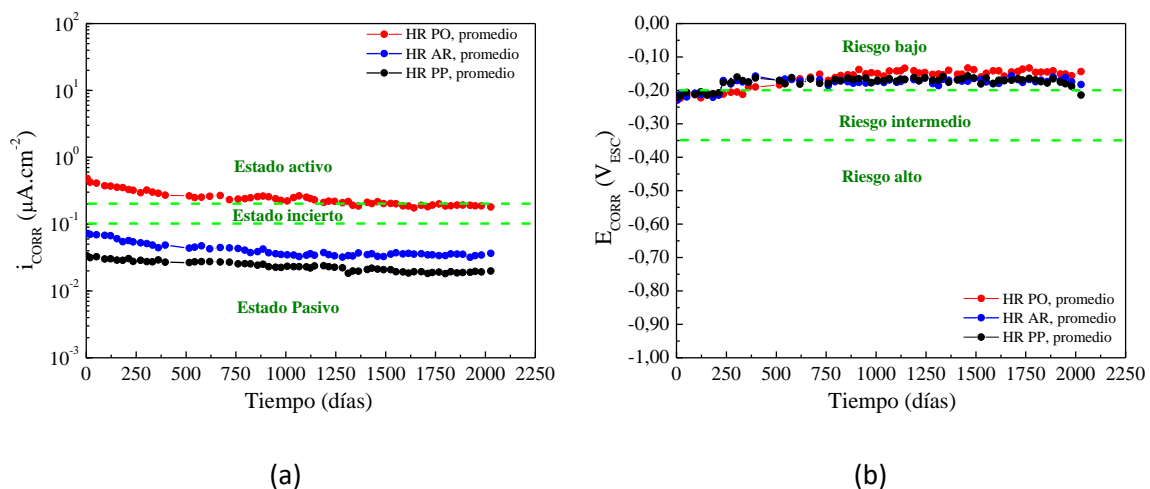 10²
10¹
10⁰
10⁻¹
10⁻²
10⁻³
i_CORR (µA.cm⁻²)
HR PO, promedio
HR AR, promedio
HR PP, promedio
Estado activo
Estado incierto
Estado Pasivo
0 250 500 750 1000 1250 1500 1750 2000 2250
Tiempo (días)
(a)
0,00
-0,10
-0,20
-0,30
-0,40
-0,50
-0,60
-0,70
-0,80
-0,90
-1,00
E_CORR (V_ESC)
Riesgo bajo
Riesgo intermedio
Riesgo alto
HR PO, promedio
HR AR, promedio
HR PP, promedio
0 250 500 750 1000 1250 1500 1750 2000 2250
Tiempo (días)
(b)